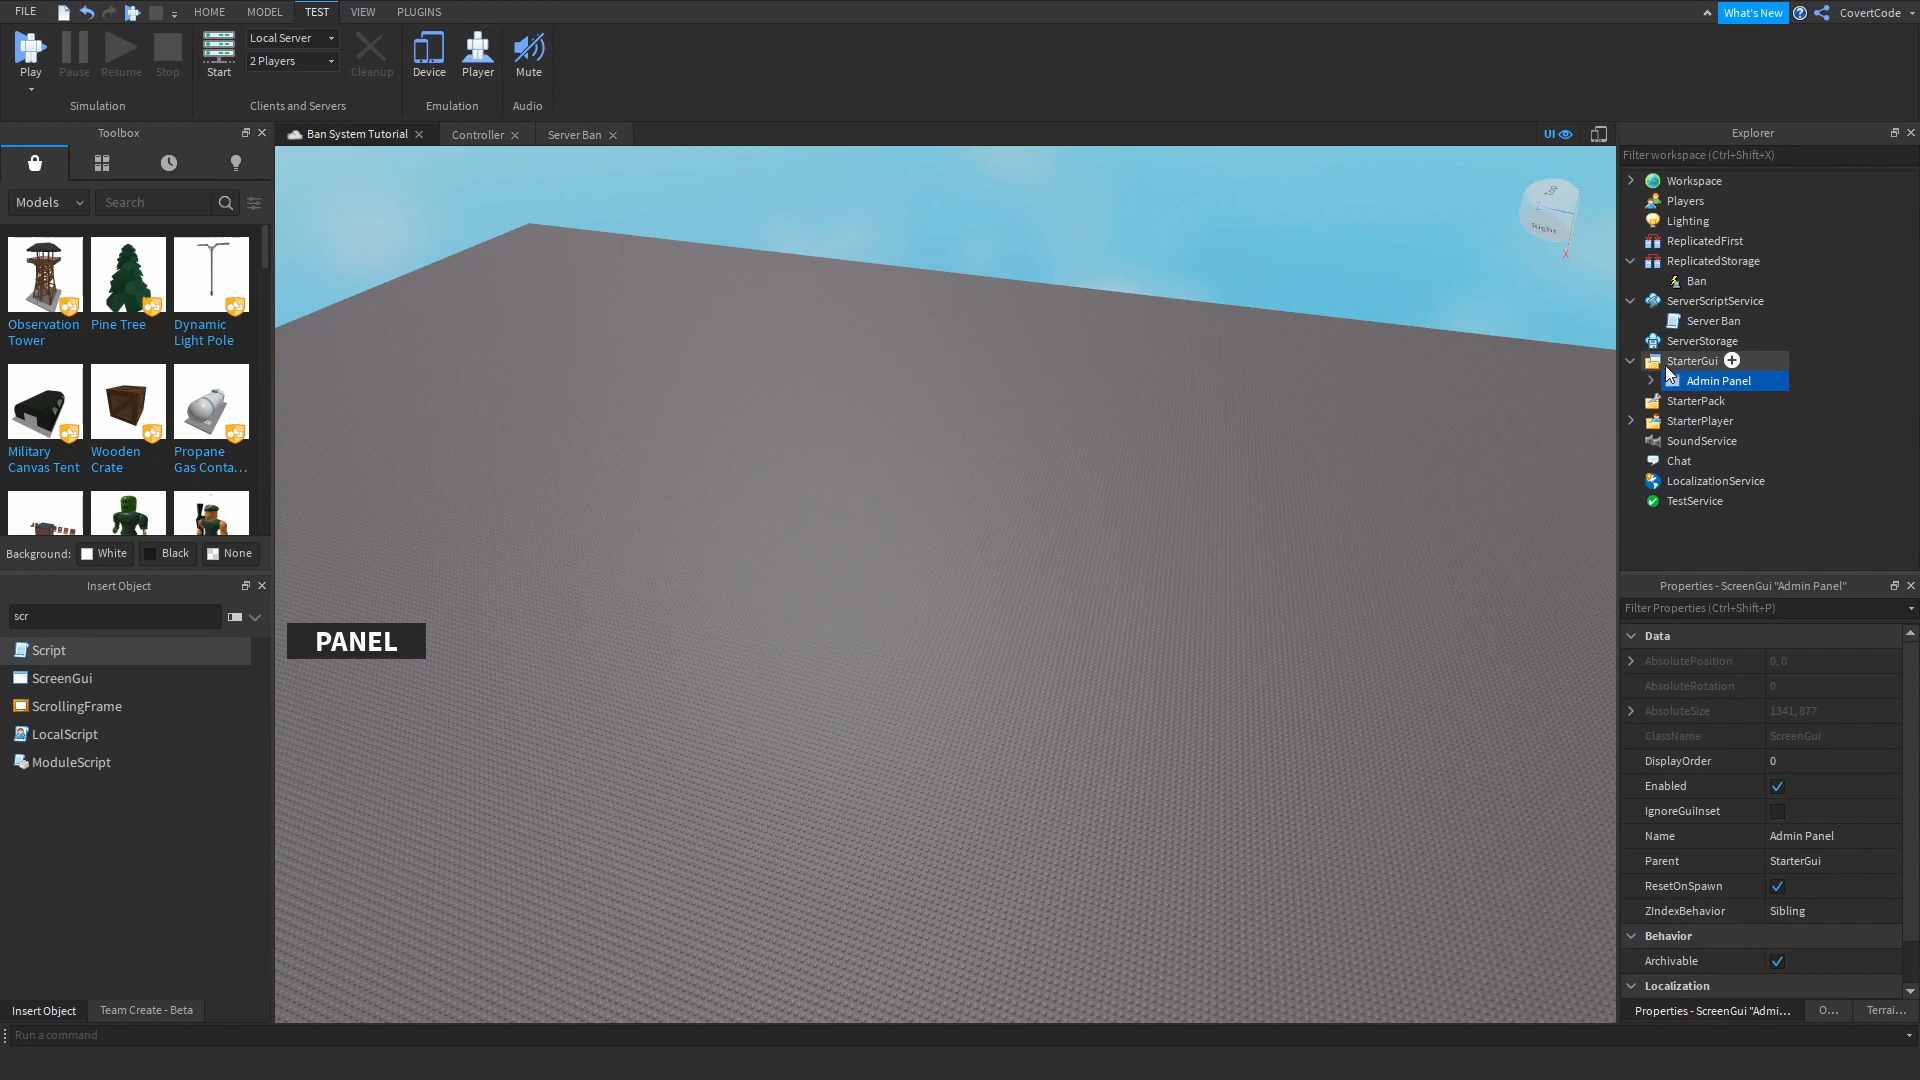 FILE HOME MODEL TEST VIEW PLUGINS What's New CovertCode
Play Pause Resume Stop Start Local Server 2 Players Cleanup Device Player Mute
Simulation Clients and Servers Emulation Audio
Toolbox
Models Search
Observation Tower
Pine Tree
Dynamic Light Pole
Military Canvas Tent
Wooden Crate
Propane Gas Conta...
Background: White Black None
Insert Object
scr
Script
ScreenGui
ScrollingFrame
LocalScript
ModuleScript
Insert Object Team Create - Beta
Run a command
Ban System Tutorial Controller Server Ban UI
Right
X
PANEL
Explorer
Filter workspace (Ctrl+Shift+X)
Workspace
Players
Lighting
ReplicatedFirst
ReplicatedStorage
Ban
ServerScriptService
Server Ban
ServerStorage
StarterGui
Admin Panel
StarterPack
StarterPlayer
SoundService
Chat
LocalizationService
TestService
Properties - ScreenGui "Admin Panel"
Filter Properties (Ctrl+Shift+P)
Data
AbsolutePosition 0, 0
AbsoluteRotation 0
AbsoluteSize 1341, 877
ClassName ScreenGui
DisplayOrder 0
Enabled
IgnoreGuiInset
Name Admin Panel
Parent StarterGui
ResetOnSpawn
ZIndexBehavior Sibling
Behavior
Archivable
Localization
Properties - ScreenGui "Admi... O... Terrai...